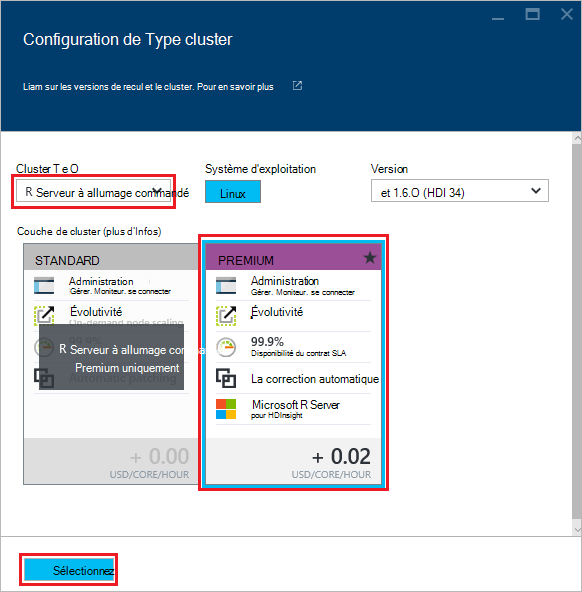 Configuration de Type cluster
Liam sur les versions de recul et le cluster. Pour en savoir plus
Cluster T e O
Système d'exploitation
Version
R Serveur à allumage commandé
Linux
et 1.6.O (HDI 34)
Couche de cluster (plus d'Infos)
STANDARD
Administration
Gérer. Moniteur. se connecter
Évolutivité
On-demand node scaling
99.9%
R Serveur à allumage com
Premium uniquement
Automatic patching
+ 0.00
USD/CORE/HOUR
PREMIUM
Administration
Gérer. Moniteur. se connecter
Évolutivité
99.9%
Disponibilité du contrat SLA
La correction automatique
Microsoft R Server
pour HDInsight
+ 0.02
USD/CORE/HOUR
Sélectionnez